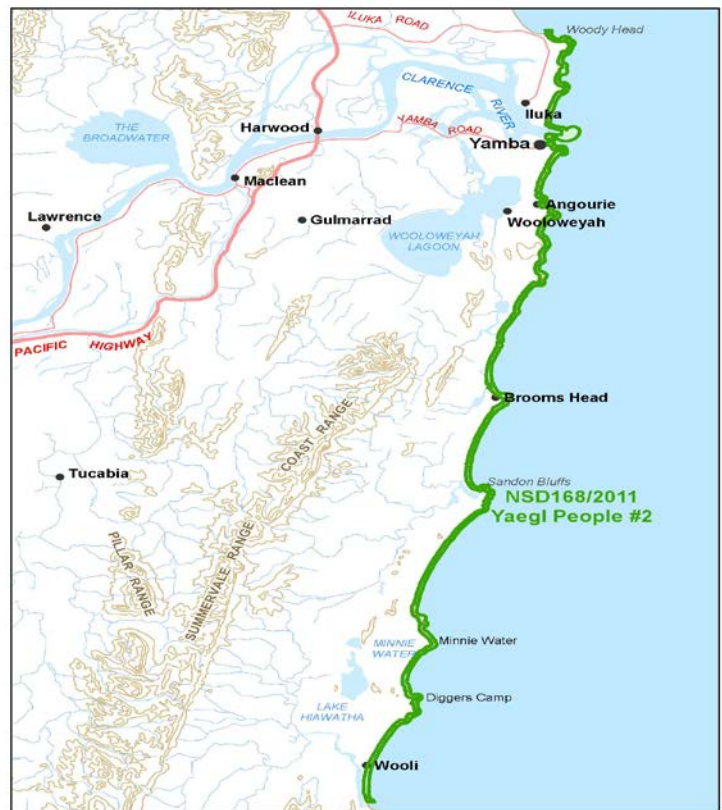 Woody Head
ILUKA ROAD
CLARENCE
RIVER
Iluka
THE
BROADWATER
Harwood
YAMBA ROAD
Yamba
Maclean
Angourie
Lawrence
Gulmarrad
Wooloweyah
WOOLOWEYAH
LAGOON
PACIFIC HIGHWAY
Brooms Head
COAST RANGE
Tucabia
Sandon Bluffs
NSD168/2011
Yaegl People #2
PILLAR RANGE
SUMMERVALE RANGE
MINNIE
WATER
Minnie Water
Diggers Camp
LAKE
HIAWATHA
Wooli